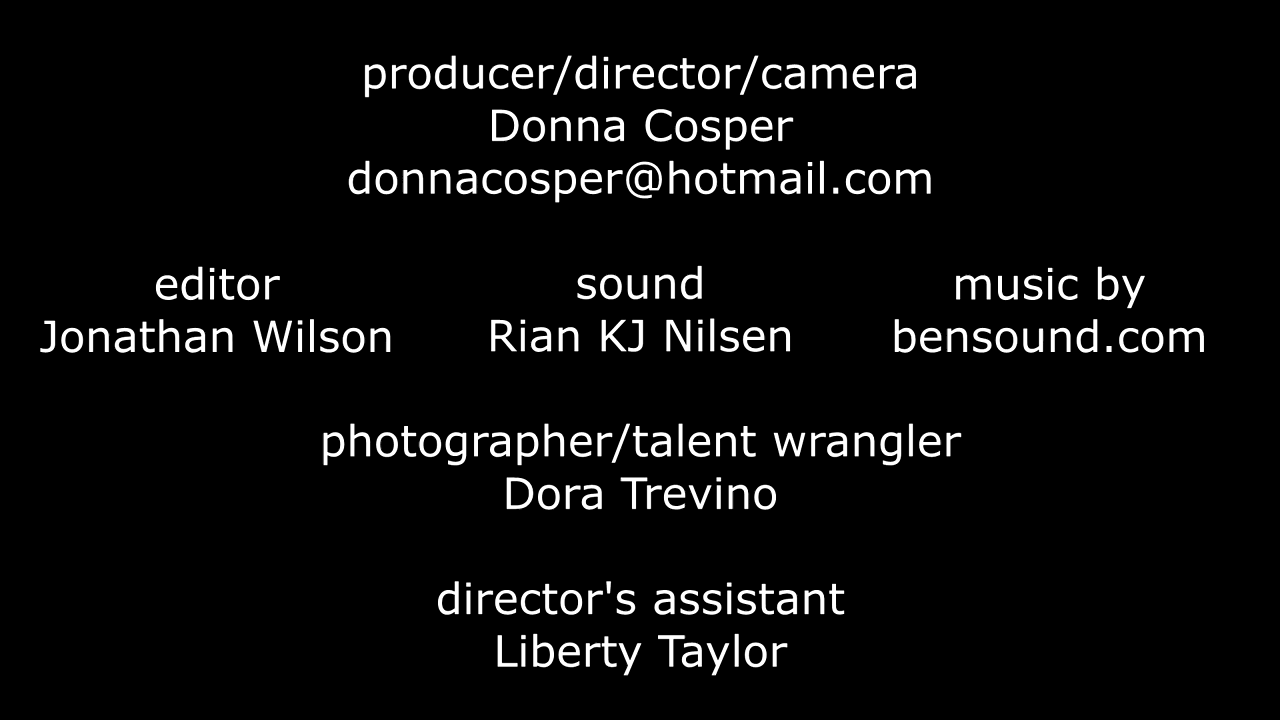 producer/director/camera
Donna Cosper
donnacosper@hotmail.com
editor
Jonathan Wilson
sound
Rian KJ Nilsen
music by
bensound.com
photographer/talent wrangler
Dora Trevino
director's assistant
Liberty Taylor